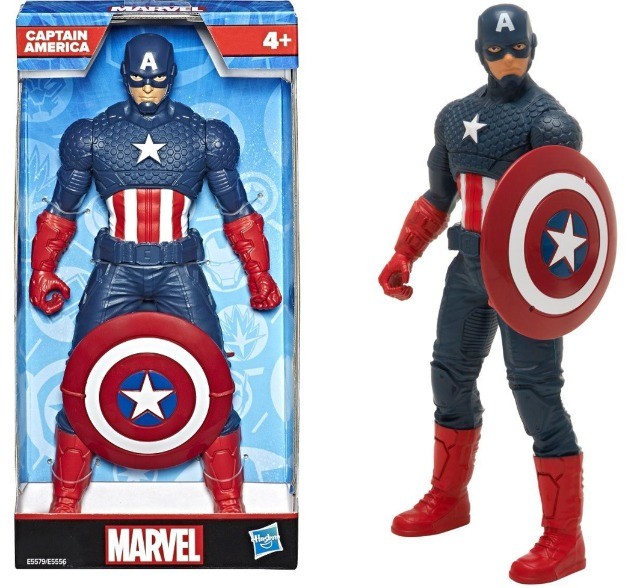 MARVEL
CAPTAIN
AMERICA
4+
A
A
MARVEL
Hasbro
E5579/E5556